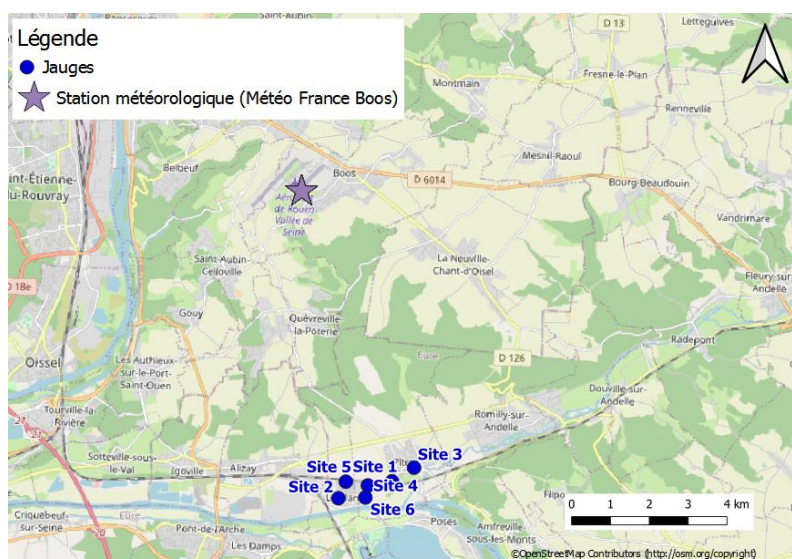 Légende
Jauges
Station météorologique (Météo France Boos)
Saint-Aubin-
D 13
Letteguives
Montmain
Fresne-le-Plan
Renneville
Belbeuf
int-Étienne-
du-Rouvray
Boos
D 6014
Mesnil-Raoul
Bourg-Beaudouin
Vandrimare
de Rouen
Vallée de
Seine
Saint-Aubin-
Celloville
La Neuville-
Chant-d'Oisel
Fleury-sur-
Andelle
D 18e
Gouy
Quévreville-
la-Poterie
Eure
Radepont
Oissel
Les Authieux-
sur-le-Port-
Saint-Ouen
D 126
Douville-sur-
Andelle
Tourville-la-
Rivière
21
21
Romilly-sur-
Andelle
Sotteville-sous-
le-Val
Igoville
Alizay
Site 5
Site 1
Site 3
Site 2
Site 4
Site 6
Criquebeuf-
sur-Seine
Eure
Pont-de-l'Arche
Les Damps
Poses
Amfreville-
sous-les-Monts
0 1 2 3 4 km
©OpenStreetMap Contributors (http://osm.org/copyright)